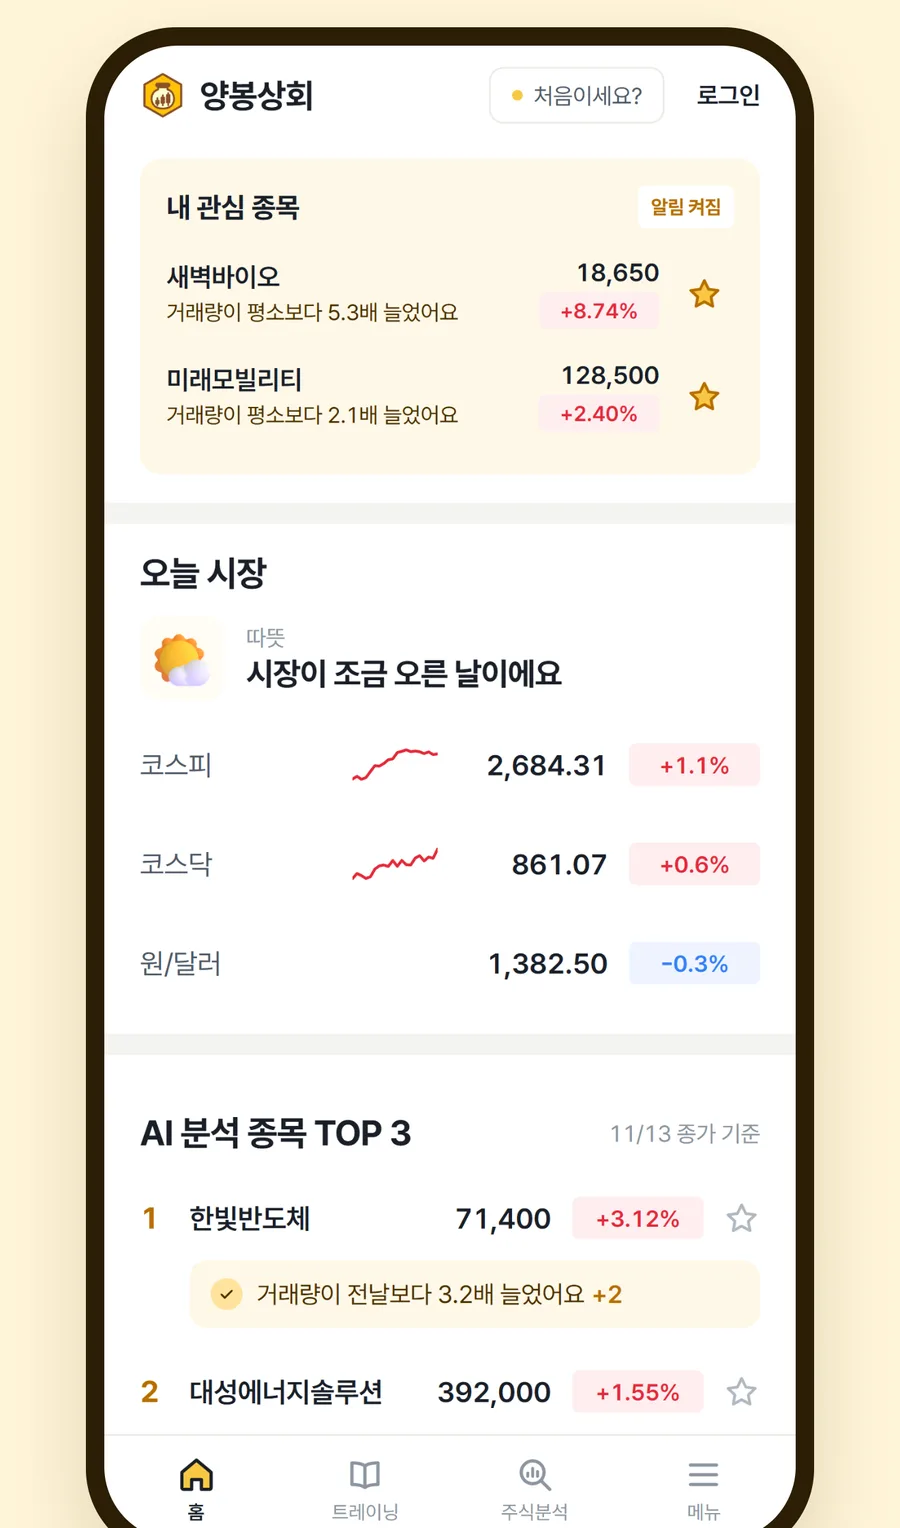 양봉상회
처음이세요?
로그인
내 관심 종목
알림 켜짐
새벽바이오
18,650
거래량이 평소보다 5.3배 늘었어요
+8.74%
미래모빌리티
128,500
거래량이 평소보다 2.1배 늘었어요
+2.40%
오늘 시장
따뜻
시장이 조금 오른 날이에요
코스피 2,684.31 +1.1%
코스닥 861.07 +0.6%
원/달러 1,382.50 -0.3%
AI 분석 종목 TOP 3
11/13 종가 기준
1 한빛반도체 71,400 +3.12%
거래량이 전날보다 3.2배 늘었어요 +2
2 대성에너지솔루션 392,000 +1.55%
홈 트레이닝 주식분석 메뉴